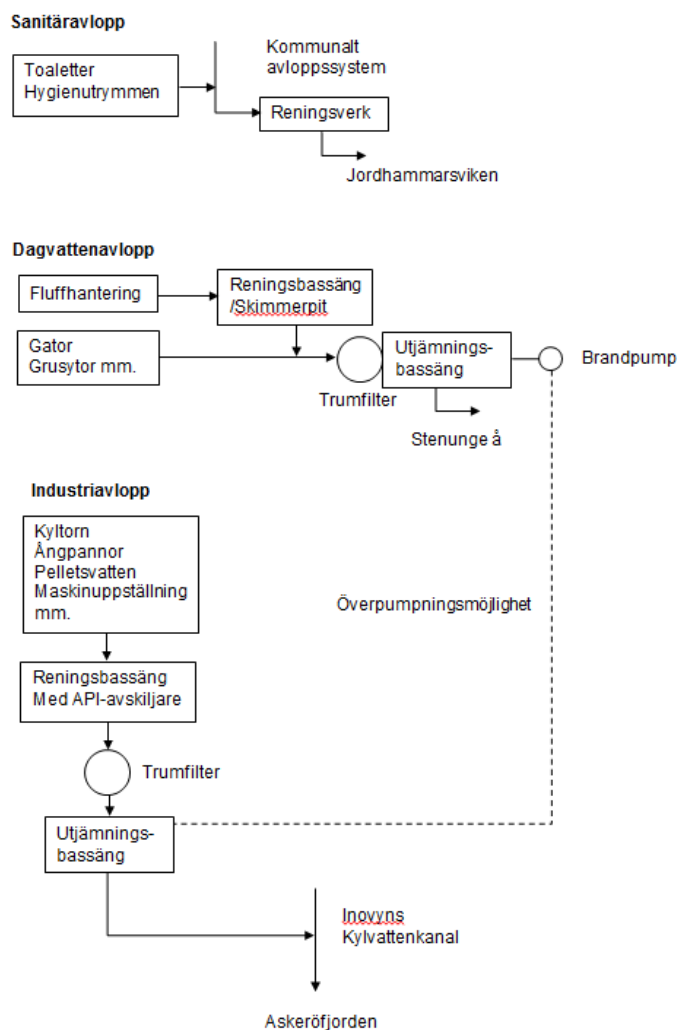 Sanitäravlopp
Kommunalt
avloppssystem
Toaletter
Hygienutrymmen
Reningsverk
Jordhammarsviken
Dagvattenavlopp
Fluffhantering
Reningsbassäng
/Skimmerpit
Gator
Grusytor mm.
Trumfilter
Utjämnings-
bassäng
Brandpump
Stenunge å
Industriavlopp
Kyltorn
Ångpannor
Pelletsvatten
Maskinuppställning
mm.
Överpumpningsmöjlighet
Reningsbassäng
Med API-avskiljare
Trumfilter
Utjämnings-
bassäng
Inovyns
Kylvattenkanal
Askeröfjorden